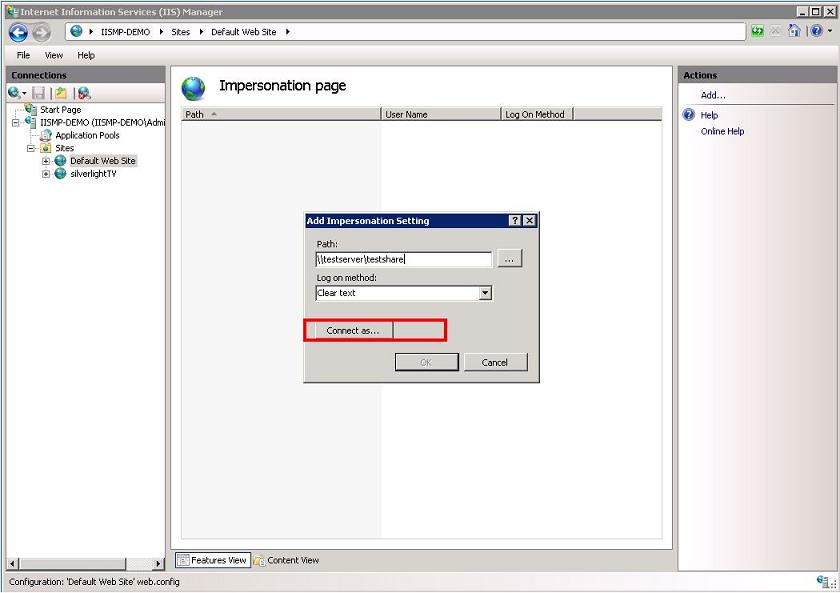 Internet Information Services (IIS) Manager
IISMP-DEMO Sites Default Web Site
File View Help
Connections
Start Page
IISMP-DEMO (IISMP-DEMO\Admi
Application Pools
Sites
Default Web Site
silverlightTV
Impersonation page
Path User Name Log On Method
Add Impersonation Setting
Path:
\\testserver\testshare
...
Log on method:
Clear text
Connect as...
OK Cancel
Features View Content View
Actions
Add...
Help
Online Help
Configuration: 'Default Web Site' web.config